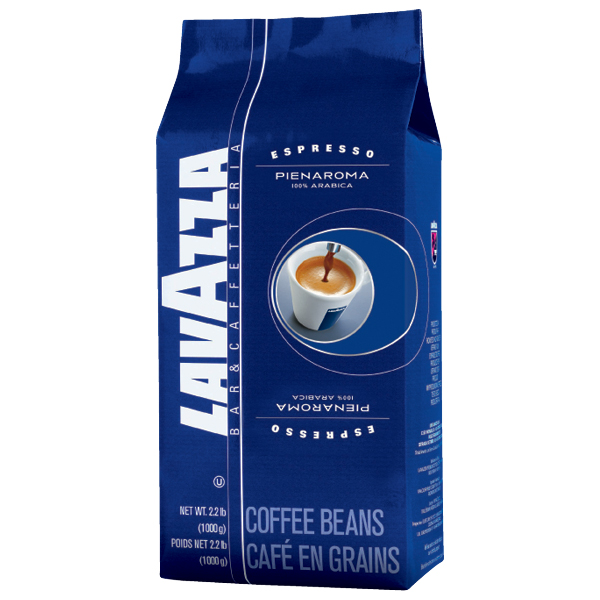 LAVAZZA
BAR & CAFFETTERIA
ESPRESSO
PIENAROMA
100% ARABICA
PIENAROMA
100% ARABICA
ESPRESSO
U
NET WT. 2.2 lb
(1000 g)
POIDS NET 2.2 lb
(1000 g)
COFFEE BEANS
CAFÉ EN GRAINS